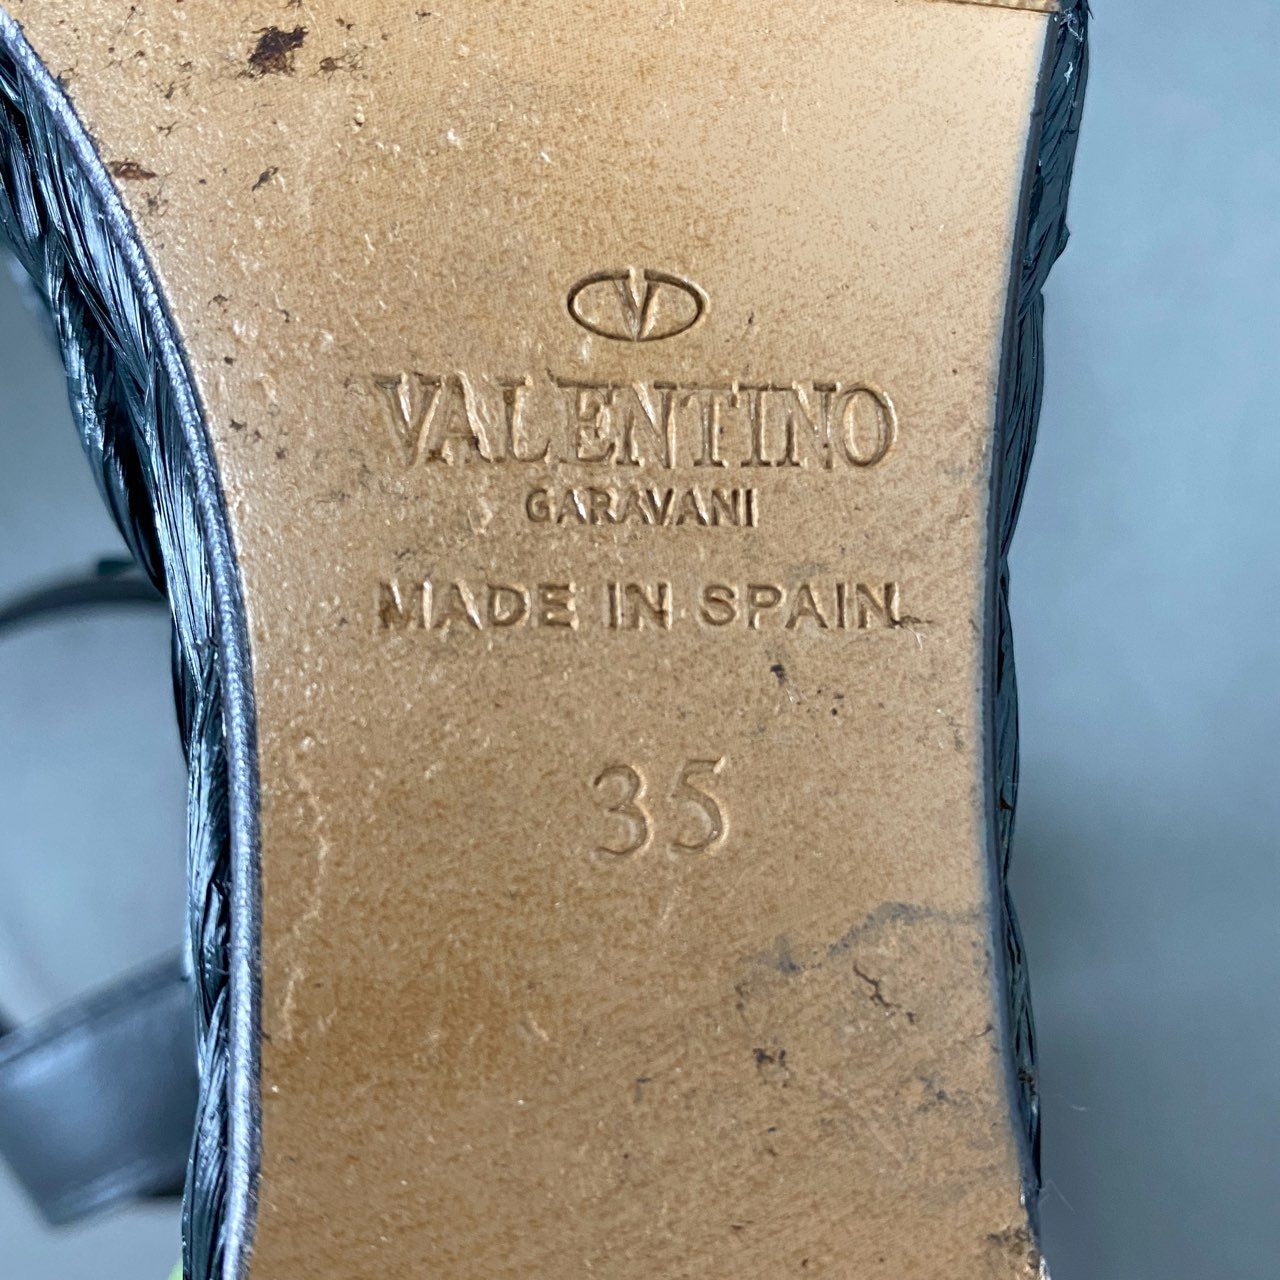 V
VALENTINO
GARAVANI
MADE IN SPAIN
35